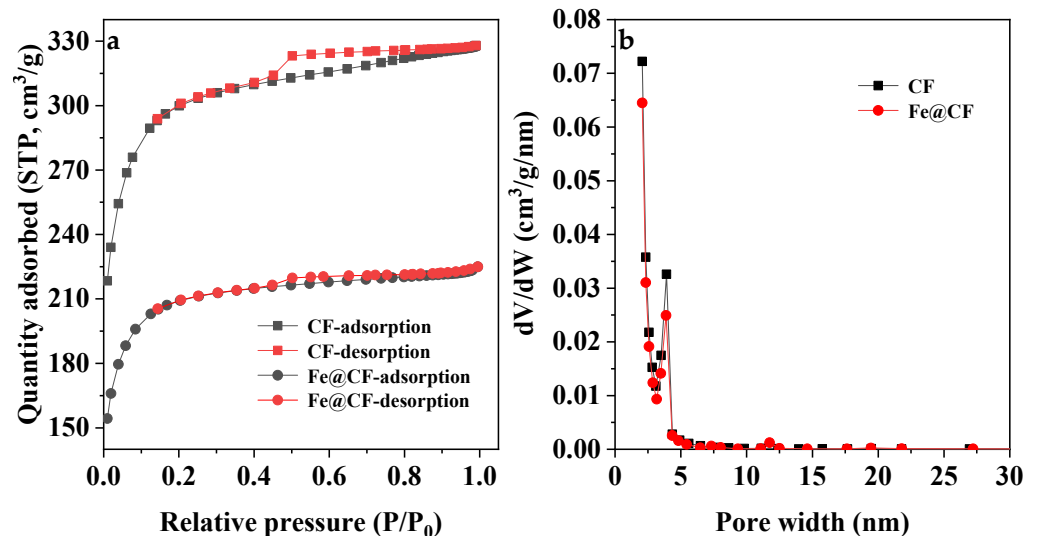 a
Quantity adsorbed (STP, cm³/g)
330
300
270
240
210
180
150
0.0 0.2 0.4 0.6 0.8 1.0
Relative pressure (P/P₀)
CF-adsorption
CF-desorption
Fe@CF-adsorption
Fe@CF-desorption
b
dV/dW (cm³/g/nm)
0.08
0.07
0.06
0.05
0.04
0.03
0.02
0.01
0.00
0 5 10 15 20 25 30
Pore width (nm)
CF
Fe@CF